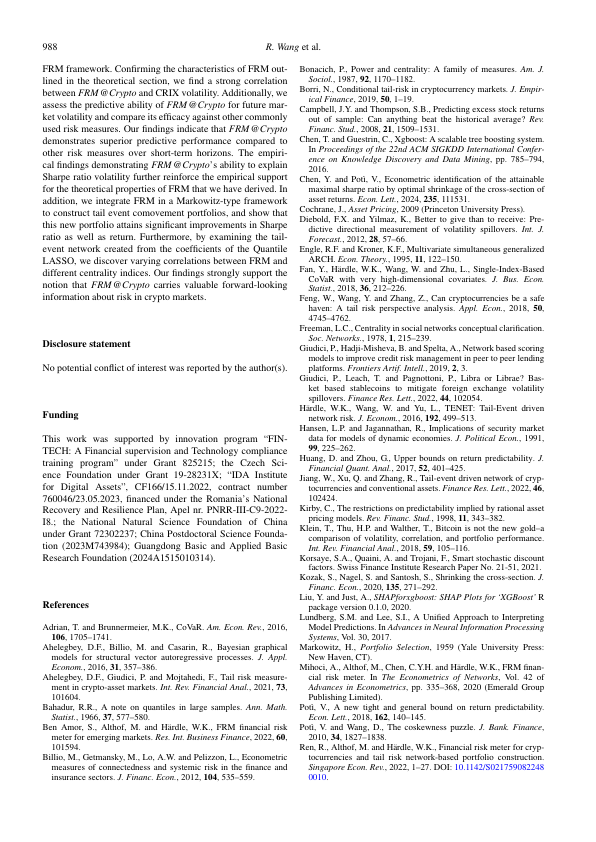 988
R. Wang et al.
FRM framework. Confirming the characteristics of FRM out-
lined in the theoretical section, we find a strong correlation
between FRM@Crypto and CRIX volatility. Additionally, we
assess the predictive ability of FRM@Crypto for future mar-
ket volatility and compare its efficacy against other commonly
used risk measures. Our findings indicate that FRM@Crypto
demonstrates superior predictive performance compared to
other risk measures over short-term horizons. The empiri-
cal findings demonstrating FRM@Crypto's ability to explain
Sharpe ratio volatility further reinforce the empirical support
for the theoretical properties of FRM that we have derived. In
addition, we integrate FRM in a Markowitz-type framework
to construct tail event comovement portfolios, and show that
this new portfolio attains significant improvements in Sharpe
ratio as well as return. Furthermore, by examining the tail-
event network created from the coefficients of the Quantile
LASSO, we discover varying correlations between FRM and
different centrality indices. Our findings strongly support the
notion that FRM@Crypto carries valuable forward-looking
information about risk in crypto markets.
Disclosure statement
No potential conflict of interest was reported by the author(s).
Funding
This work was supported by innovation program “FIN-
TECH: A Financial supervision and Technology compliance
training program” under Grant 825215; the Czech Sci-
ence Foundation under Grant 19-28231X; “IDA Institute
for Digital Assets”, CF166/15.11.2022, contract number
760046/23.05.2023, financed under the Romania's National
Recovery and Resilience Plan, Apel nr. PNRR-III-C9-2022-
I8.; the National Natural Science Foundation of China
under Grant 72302237; China Postdoctoral Science Founda-
tion (2023M743984); Guangdong Basic and Applied Basic
Research Foundation (2024A1515010314).
References
Adrian, T. and Brunnermeier, M.K., CoVaR. Am. Econ. Rev., 2016,
106, 1705–1741.
Ahelegbey, D.F., Billio, M. and Casarin, R., Bayesian graphical
models for structural vector autoregressive processes. J. Appl.
Econom., 2016, 31, 357–386.
Ahelegbey, D.F., Giudici, P. and Mojtahedi, F., Tail risk measure-
ment in crypto-asset markets. Int. Rev. Financial Anal., 2021, 73,
101604.
Bahadur, R.R., A note on quantiles in large samples. Ann. Math.
Statist., 1966, 37, 577–580.
Ben Amor, S., Althof, M. and Härdle, W.K., FRM financial risk
meter for emerging markets. Res. Int. Business Finance, 2022, 60,
101594.
Billio, M., Getmansky, M., Lo, A.W. and Pelizzon, L., Econometric
measures of connectedness and systemic risk in the finance and
insurance sectors. J. Financ. Econ., 2012, 104, 535–559.
Bonacich, P., Power and centrality: A family of measures. Am. J.
Sociol., 1987, 92, 1170–1182.
Borri, N., Conditional tail-risk in cryptocurrency markets. J. Empir-
ical Finance, 2019, 50, 1–19.
Campbell, J.Y. and Thompson, S.B., Predicting excess stock returns
out of sample: Can anything beat the historical average? Rev.
Financ. Stud., 2008, 21, 1509–1531.
Chen, T. and Guestrin, C., Xgboost: A scalable tree boosting system.
In Proceedings of the 22nd ACM SIGKDD International Confer-
ence on Knowledge Discovery and Data Mining, pp. 785–794,
2016.
Chen, Y. and Potì, V., Econometric identification of the attainable
maximal sharpe ratio by optimal shrinkage of the cross-section of
asset returns. Econ. Lett., 2024, 235, 111531.
Cochrane, J., Asset Pricing, 2009 (Princeton University Press).
Diebold, F.X. and Yilmaz, K., Better to give than to receive: Pre-
dictive directional measurement of volatility spillovers. Int. J.
Forecast., 2012, 28, 57–66.
Engle, R.F. and Kroner, K.F., Multivariate simultaneous generalized
ARCH. Econ. Theory., 1995, 11, 122–150.
Fan, Y., Härdle, W.K., Wang, W. and Zhu, L., Single-Index-Based
CoVaR with very high-dimensional covariates. J. Bus. Econ.
Statist., 2018, 36, 212–226.
Feng, W., Wang, Y. and Zhang, Z., Can cryptocurrencies be a safe
haven: A tail risk perspective analysis. Appl. Econ., 2018, 50,
4745–4762.
Freeman, L.C., Centrality in social networks conceptual clarification.
Soc. Networks., 1978, 1, 215–239.
Giudici, P., Hadji-Misheva, B. and Spelta, A., Network based scoring
models to improve credit risk management in peer to peer lending
platforms. Frontiers Artif. Intell., 2019, 2, 3.
Giudici, P., Leach, T. and Pagnottoni, P., Libra or Librae? Bas-
ket based stablecoins to mitigate foreign exchange volatility
spillovers. Finance Res. Lett., 2022, 44, 102054.
Härdle, W.K., Wang, W. and Yu, L., TENET: Tail-Event driven
network risk. J. Econom., 2016, 192, 499–513.
Hansen, L.P. and Jagannathan, R., Implications of security market
data for models of dynamic economies. J. Political Econ., 1991,
99, 225–262.
Huang, D. and Zhou, G., Upper bounds on return predictability. J.
Financial Quant. Anal., 2017, 52, 401–425.
Jiang, W., Xu, Q. and Zhang, R., Tail-event driven network of cryp-
tocurrencies and conventional assets. Finance Res. Lett., 2022, 46,
102424.
Kirby, C., The restrictions on predictability implied by rational asset
pricing models. Rev. Financ. Stud., 1998, 11, 343–382.
Klein, T., Thu, H.P. and Walther, T., Bitcoin is not the new gold–a
comparison of volatility, correlation, and portfolio performance.
Int. Rev. Financial Anal., 2018, 59, 105–116.
Korsaye, S.A., Quaini, A. and Trojani, F., Smart stochastic discount
factors. Swiss Finance Institute Research Paper No. 21-51, 2021.
Kozak, S., Nagel, S. and Santosh, S., Shrinking the cross-section. J.
Financ. Econ., 2020, 135, 271–292.
Liu, Y. and Just, A., SHAPforxgboost: SHAP Plots for 'XGBoost' R
package version 0.1.0, 2020.
Lundberg, S.M. and Lee, S.I., A Unified Approach to Interpreting
Model Predictions. In Advances in Neural Information Processing
Systems, Vol. 30, 2017.
Markowitz, H., Portfolio Selection, 1959 (Yale University Press:
New Haven, CT).
Mihoci, A., Althof, M., Chen, C.Y.H. and Härdle, W.K., FRM finan-
cial risk meter. In The Econometrics of Networks, Vol. 42 of
Advances in Econometrics, pp. 335–368, 2020 (Emerald Group
Publishing Limited).
Potì, V., A new tight and general bound on return predictability.
Econ. Lett., 2018, 162, 140–145.
Potì, V. and Wang, D., The coskewness puzzle. J. Bank. Finance,
2010, 34, 1827–1838.
Ren, R., Althof, M. and Härdle, W.K., Financial risk meter for cryp-
tocurrencies and tail risk network-based portfolio construction.
Singapore Econ. Rev., 2022, 1–27. DOI: 10.1142/S021759082248
0010.